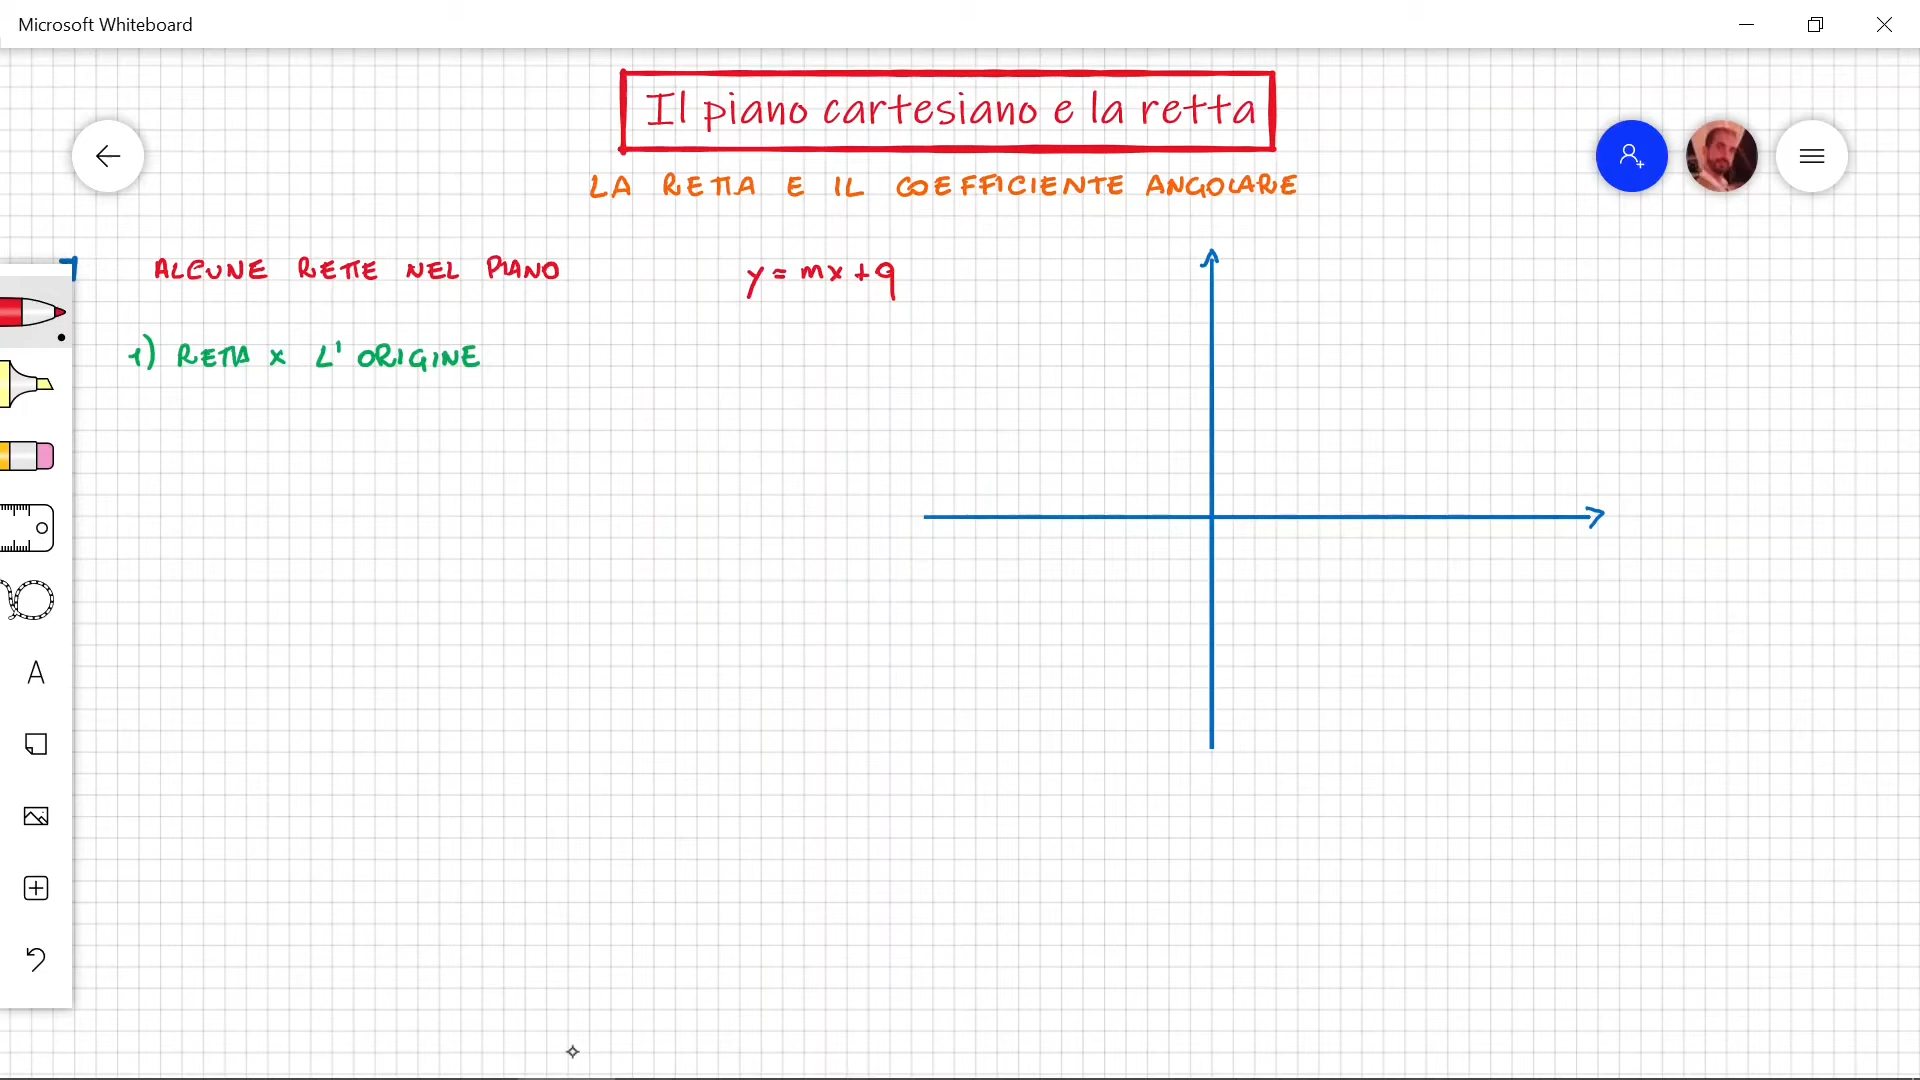 Microsoft Whiteboard
Il piano cartesiano e la retta
LA RETTA E IL COEFFICIENTE ANGOLARE
ALCUNE RETTE NEL PIANO
y = mx + q
1) RETTA x L' ORIGINE
A